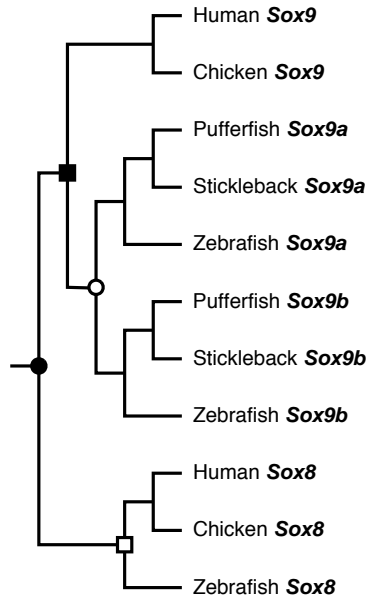 Human Sox9
Chicken Sox9
Pufferfish Sox9a
Stickleback Sox9a
Zebrafish Sox9a
Pufferfish Sox9b
Stickleback Sox9b
Zebrafish Sox9b
Human Sox8
Chicken Sox8
Zebrafish Sox8